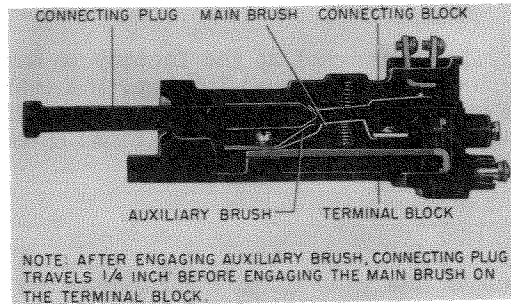 CONNECTING PLUG MAIN BRUSH CONNECTING BLOCK
AUXILIARY BRUSH TERMINAL BLOCK
NOTE: AFTER ENGAGING AUXILIARY BRUSH, CONNECTING PLUG
TRAVELS 1/4 INCH BEFORE ENGAGING THE MAIN BRUSH ON
THE TERMINAL BLOCK.